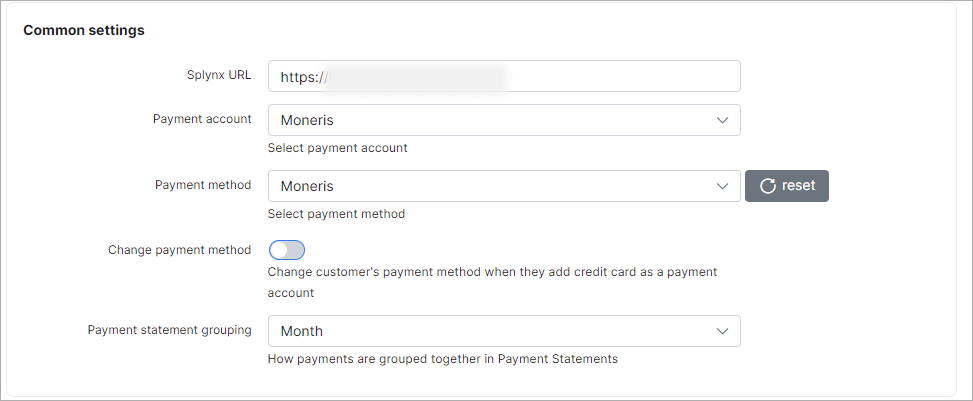 Common settings
Splynx URL https://
Payment account Moneris
Select payment account
Payment method Moneris reset
Select payment method
Change payment method
Change customer's payment method when they add credit card as a payment
account
Payment statement grouping Month
How payments are grouped together in Payment Statements